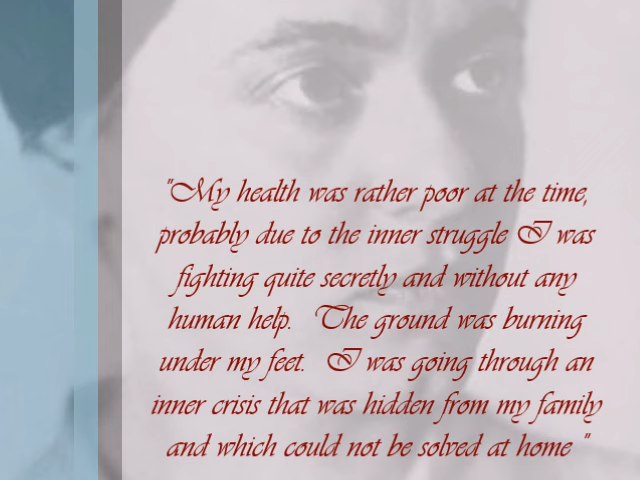 "My health was rather poor at the time,
probably due to the inner struggle I was
fighting quite secretly and without any
human help.  The ground was burning
under my feet.  I was going through an
inner crisis that was hidden from my family
and which could not be solved at home "